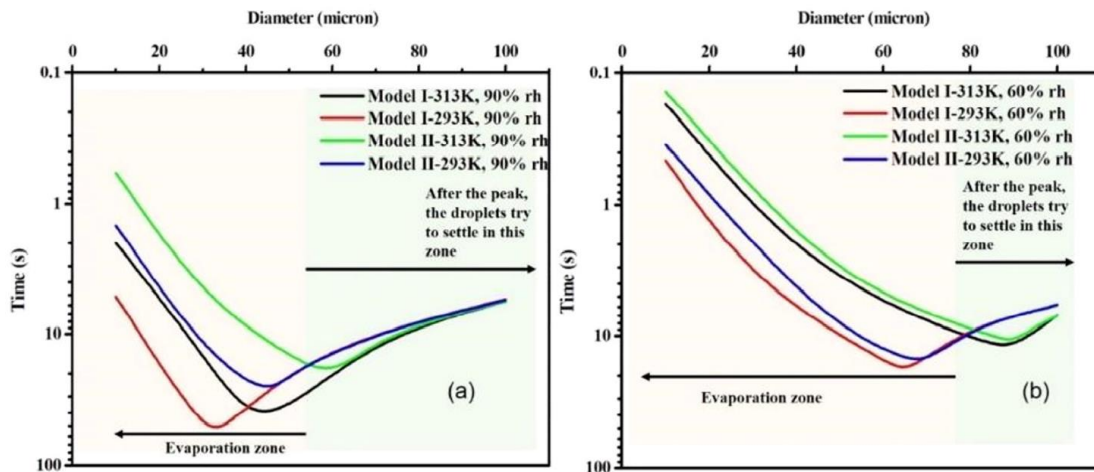 Diameter (micron)
0 20 40 60 80 100
0.1
1
10
100
Time (s)
Model I-313K, 90% rh
Model I-293K, 90% rh
Model II-313K, 90% rh
Model II-293K, 90% rh
After the peak,
the droplets try
to settle in this
zone
(a)
Evaporation zone
Diameter (micron)
0 20 40 60 80 100
0.1
1
10
100
Time (s)
Model I-313K, 60% rh
Model I-293K, 60% rh
Model II-313K, 60% rh
Model II-293K, 60% rh
After the peak,
the droplets try
to settle in this
zone
Evaporation zone
(b)